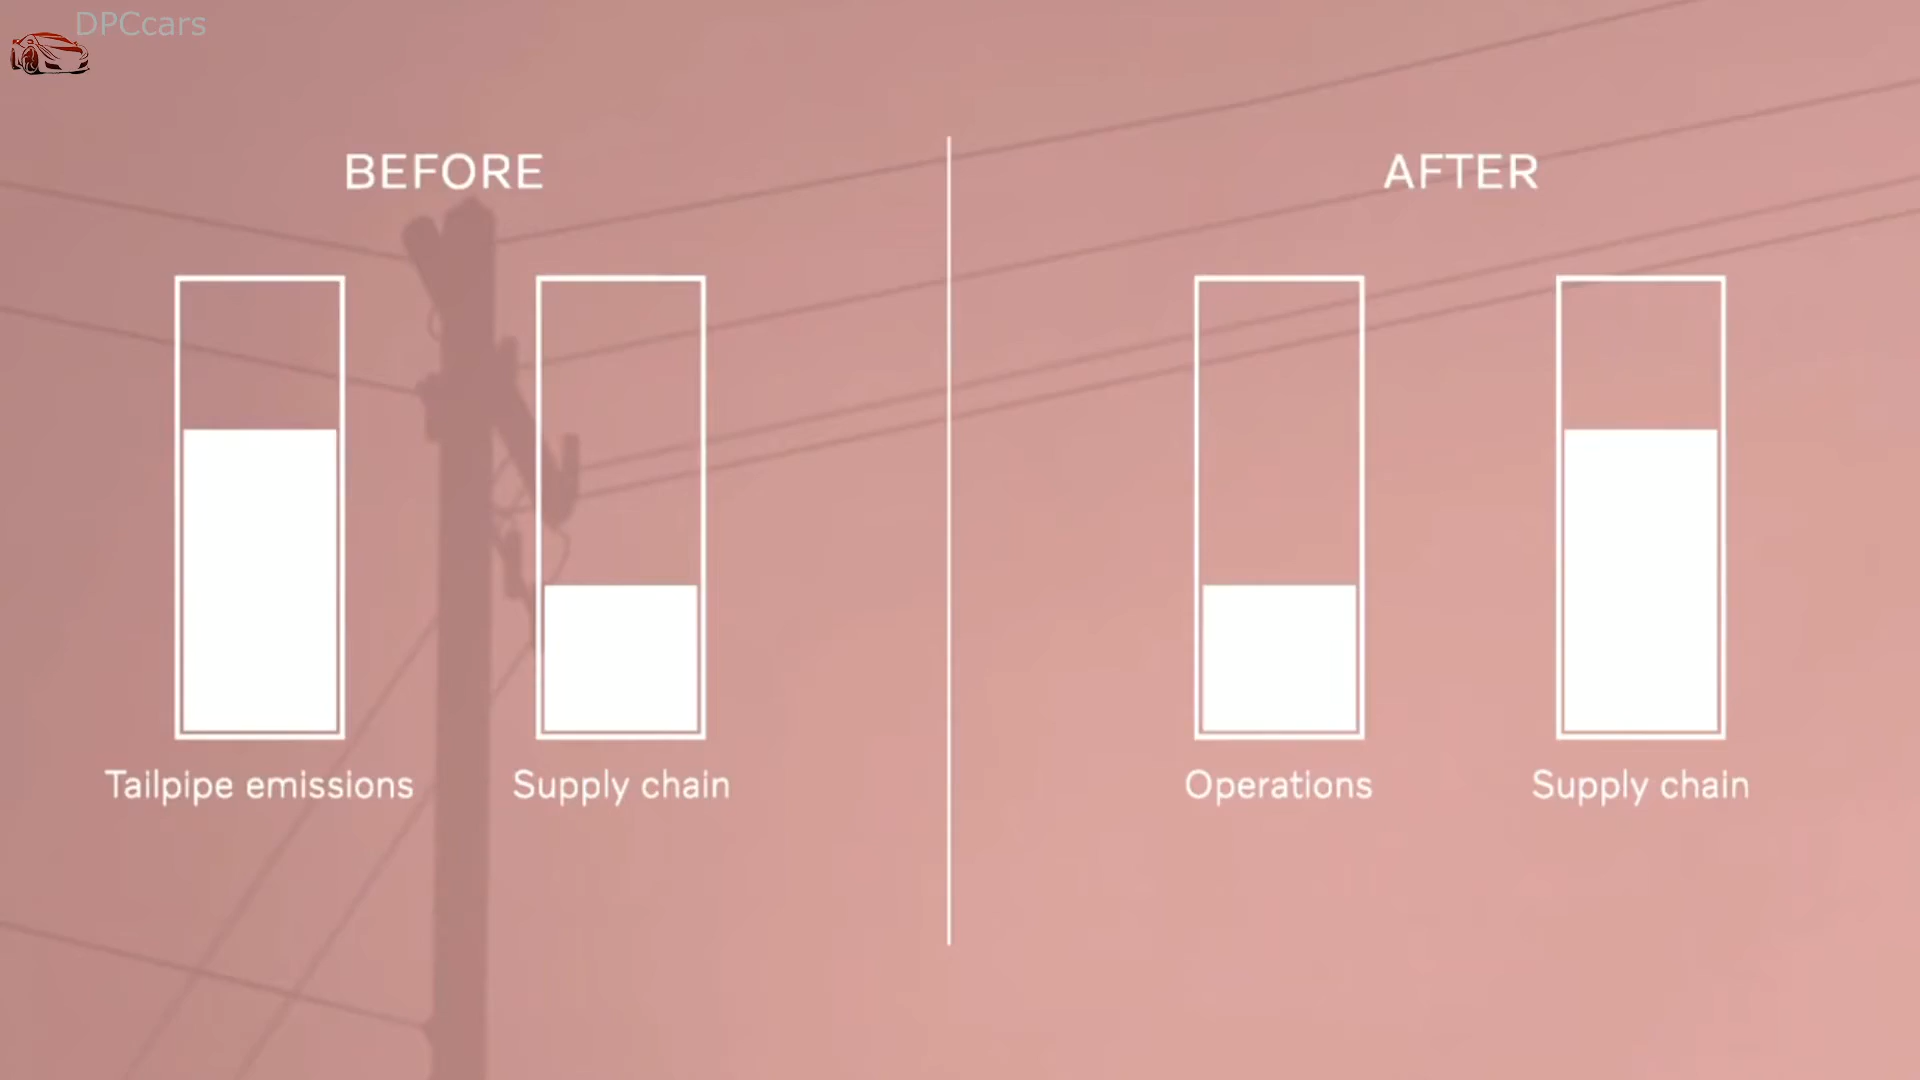 DPCcars
BEFORE
AFTER
Tailpipe emissions
Supply chain
Operations
Supply chain